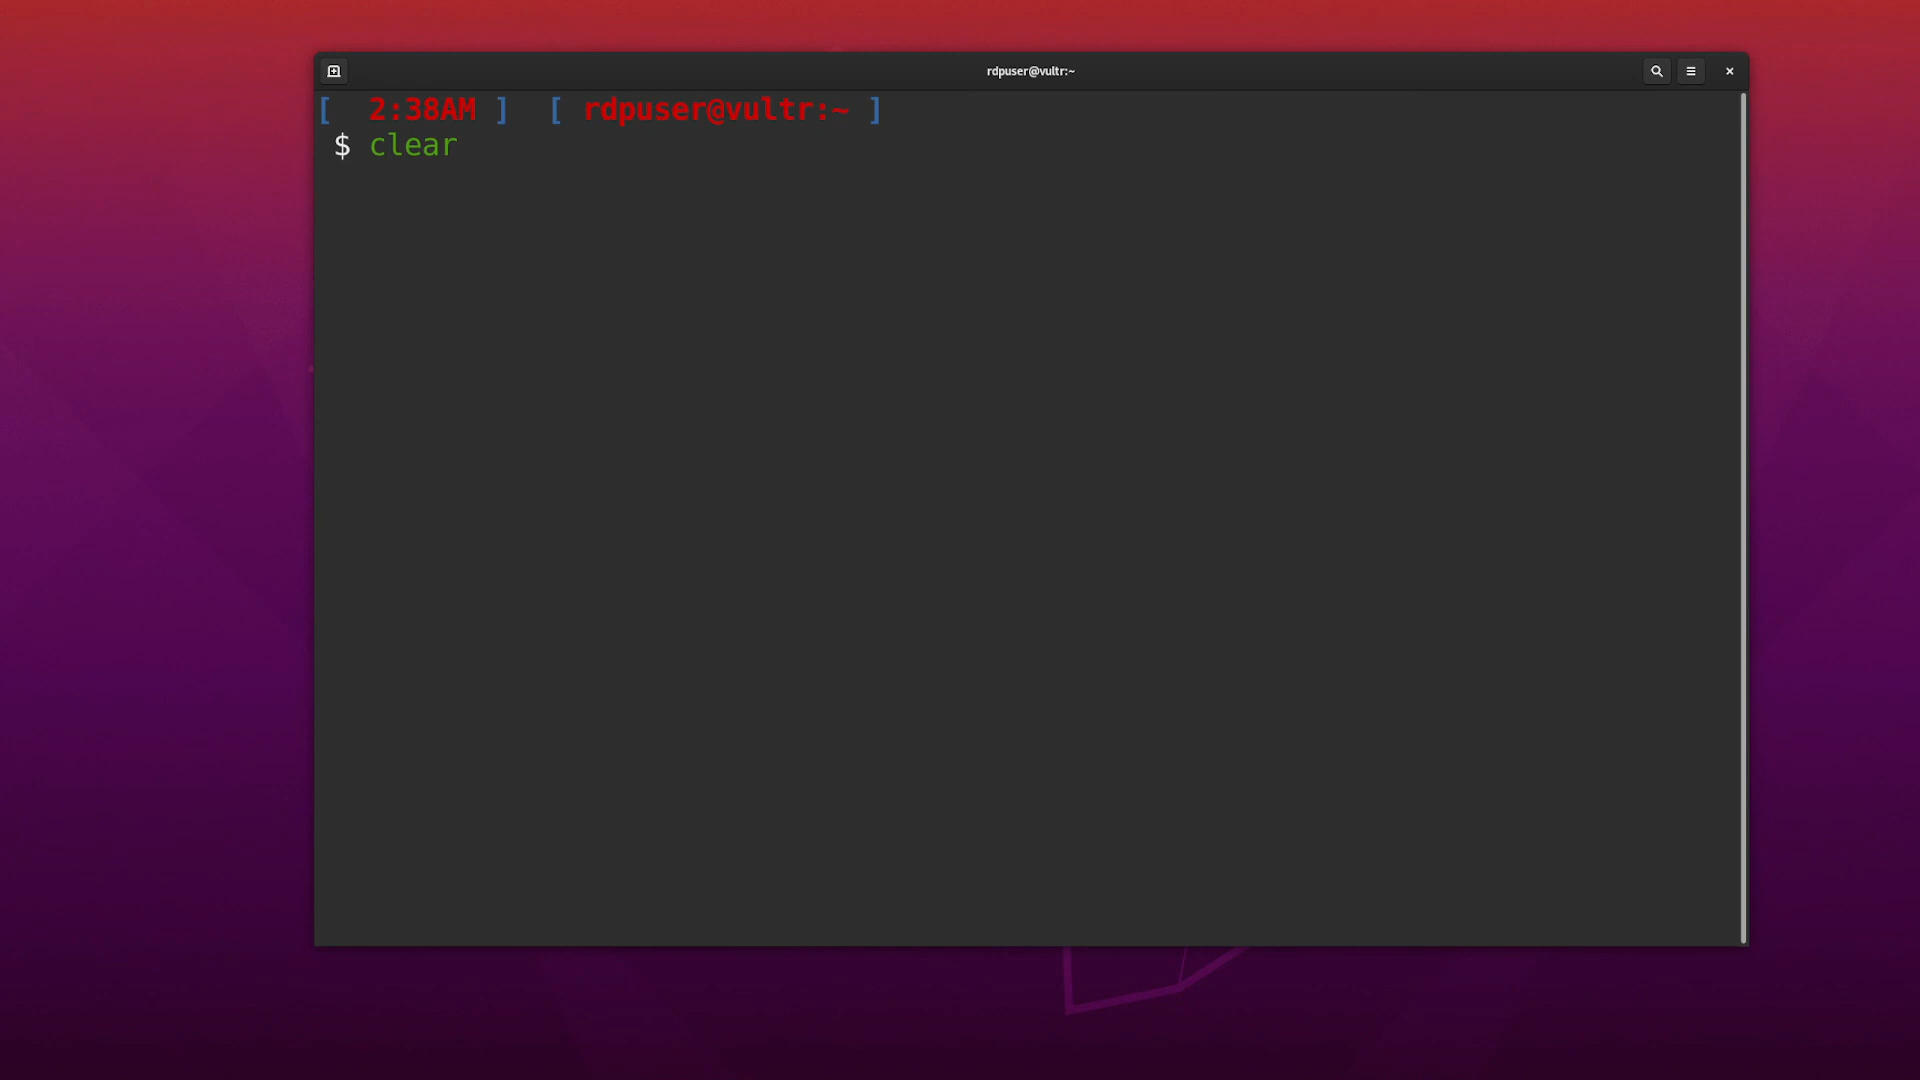 rdpuser@vultr:~
[  2:38AM ]  [ rdpuser@vultr:~ ]
$ clear